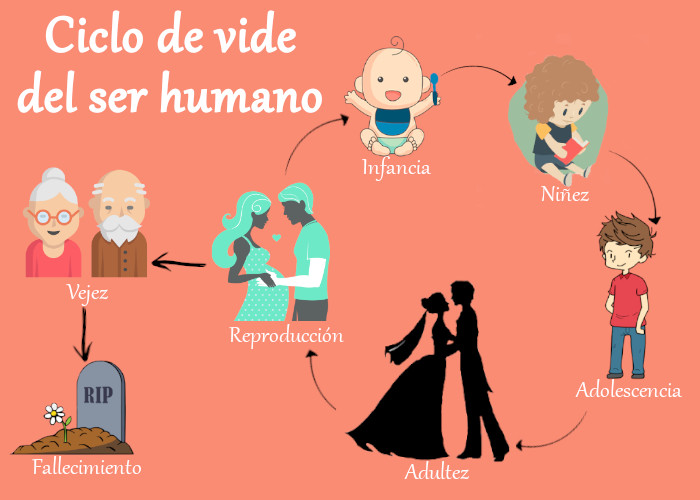 Ciclo de vide
del ser humano
Infancia
Niñez
Adolescencia
Adultez
Reproducción
Vejez
RIP
Fallecimiento